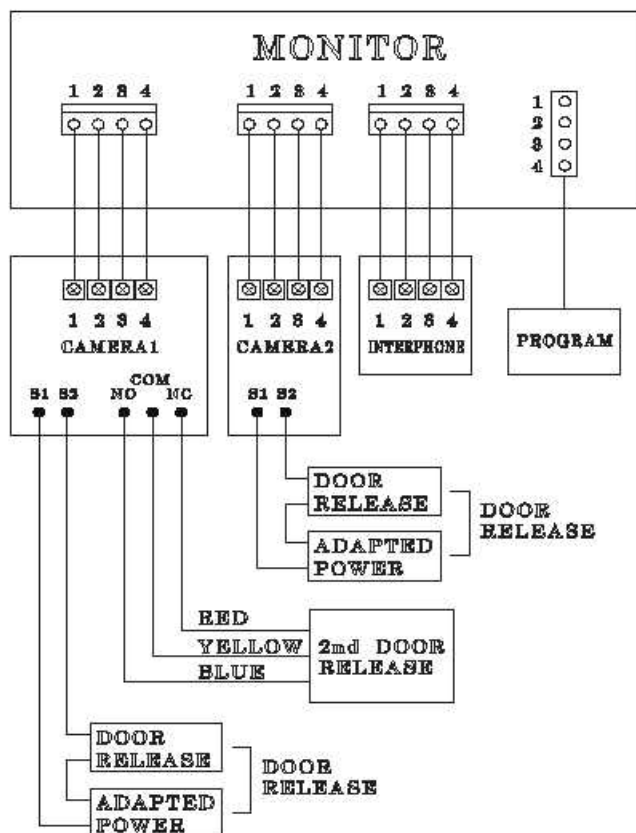 MONITOR
1 2 3 4
1 2 3 4
1 2 3 4
1
2
3
4
1 2 3 4
CAMERA1
1 2 3 4
CAMERA2
1 2 3 4
INTERPHONE
PROGRAM
S1 S2 NO COM NC
S1 S2
DOOR
RELEASE
ADAPTED
POWER
DOOR
RELEASE
RED
YELLOW
BLUE
2md DOOR
RELEASE
DOOR
RELEASE
ADAPTED
POWER
DOOR
RELEASE